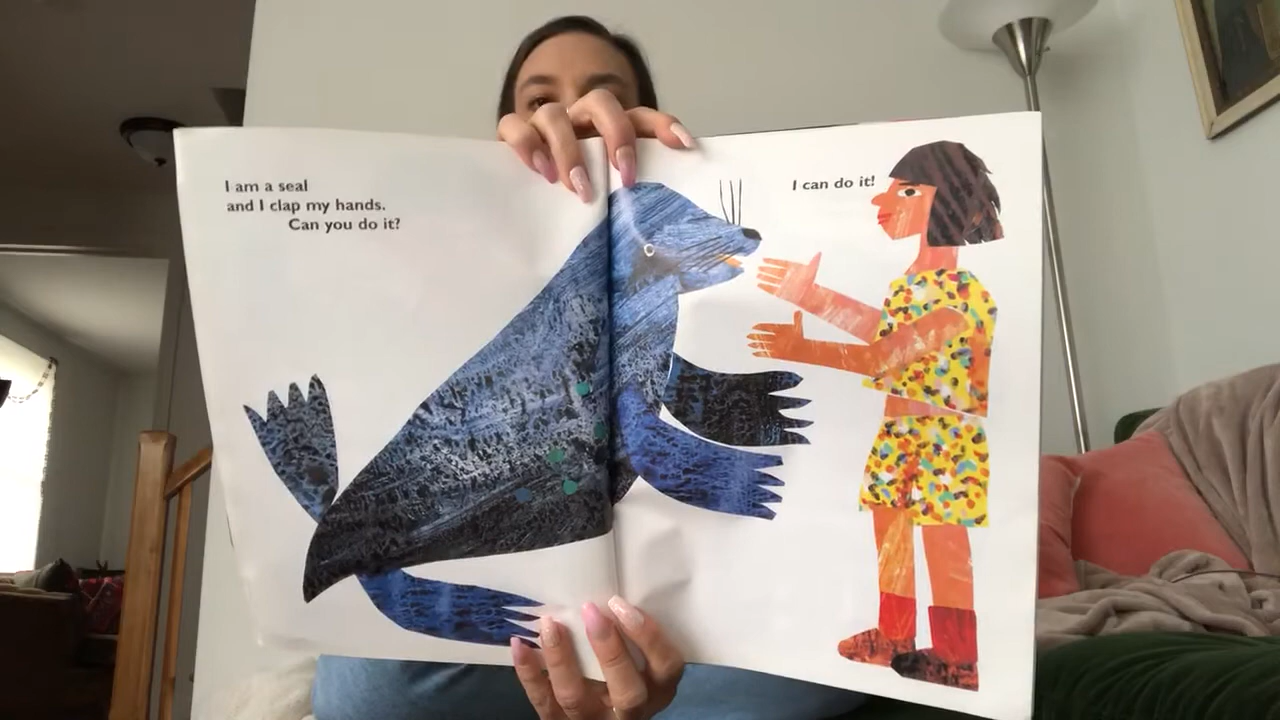 I am a seal
and I clap my hands.
Can you do it?
I can do it!